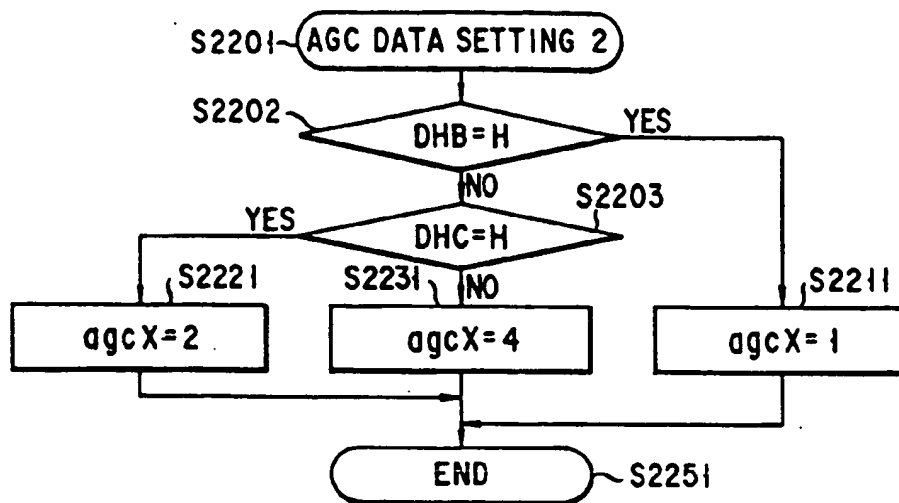 S2201
AGC DATA SETTING 2
S2202
DHB=H
YES
NO
S2203
YES
DHC=H
S2221
S2231
NO
S2211
agcX=2
agcX=4
agcX=1
END
S2251